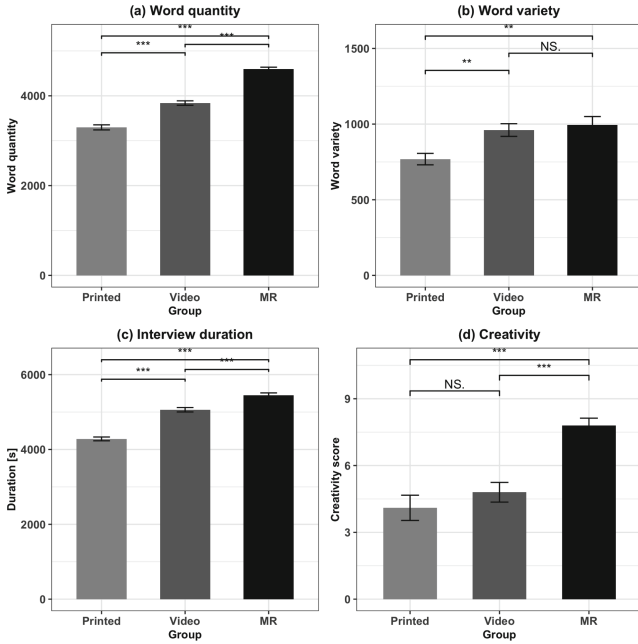 (a) Word quantity
***
***
***
Word quantity
4000
2000
0
Printed
Video
MR
Group
(b) Word variety
**
NS.
**
Word variety
1500
1000
500
0
Printed
Video
MR
Group
(c) Interview duration
***
***
***
Duration [s]
6000
4000
2000
0
Printed
Video
MR
Group
(d) Creativity
***
***
NS.
Creativity score
9
6
3
0
Printed
Video
MR
Group